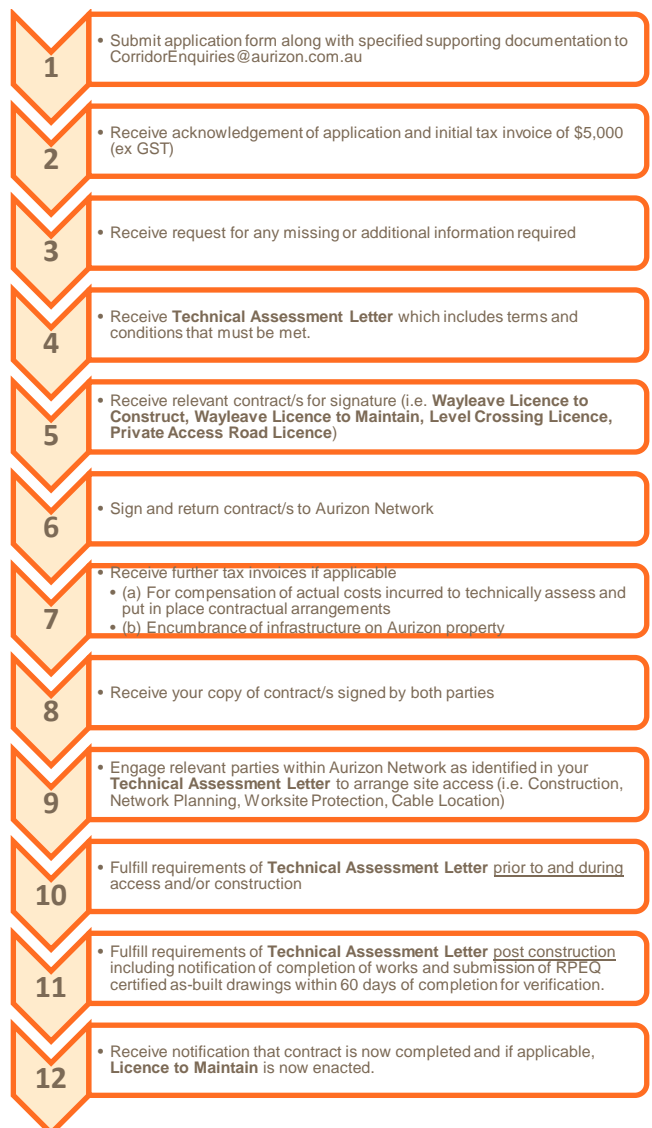 1
• Submit application form along with specified supporting documentation to
CorridorEnquiries@aurizon.com.au
2
• Receive acknowledgement of application and initial tax invoice of $5,000
(ex GST)
3
• Receive request for any missing or additional information required
4
• Receive Technical Assessment Letter which includes terms and
conditions that must be met.
5
• Receive relevant contract/s for signature (i.e. Wayleave Licence to
Construct, Wayleave Licence to Maintain, Level Crossing Licence,
Private Access Road Licence)
6
• Sign and return contract/s to Aurizon Network
7
• Receive further tax invoices if applicable
• (a) For compensation of actual costs incurred to technically assess and
put in place contractual arrangements
• (b) Encumbrance of infrastructure on Aurizon property
8
• Receive your copy of contract/s signed by both parties
9
• Engage relevant parties within Aurizon Network as identified in your
Technical Assessment Letter to arrange site access (i.e. Construction,
Network Planning, Worksite Protection, Cable Location)
10
• Fulfill requirements of Technical Assessment Letter prior to and during
access and/or construction
11
• Fulfill requirements of Technical Assessment Letter post construction
including notification of completion of works and submission of RPEQ
certified as-built drawings within 60 days of completion for verification.
12
• Receive notification that contract is now completed and if applicable,
Licence to Maintain is now enacted.